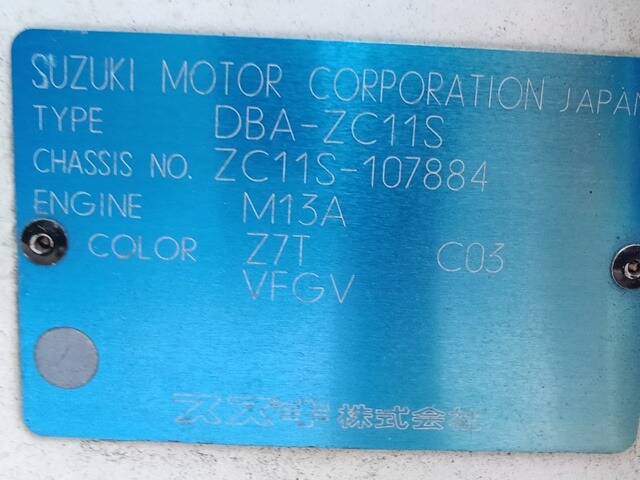 SUZUKI MOTOR CORPORATION JAPAN
TYPE DBA-ZC11S
CHASSIS NO. ZC11S-107884
ENGINE M13A
COLOR Z7T C03
VFGV
スズキ株式会社